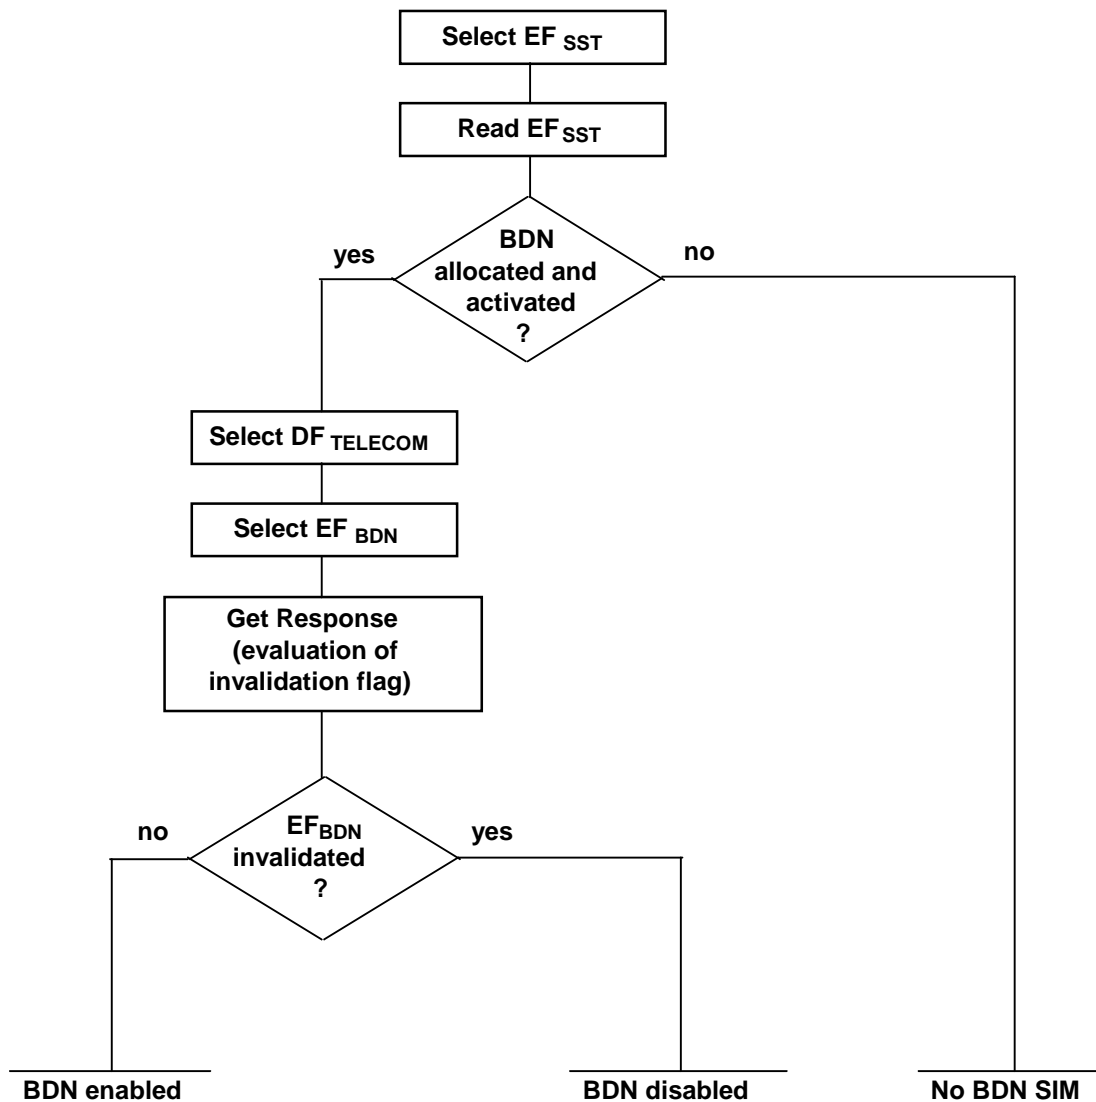 Select EF SST
Read EF SST
BDN
allocated and
activated
?
yes
no
Select DF TELECOM
Select EF BDN
Get Response
(evaluation of
invalidation flag)
EFBDN
invalidated
?
no
yes
BDN enabled
BDN disabled
No BDN SIM